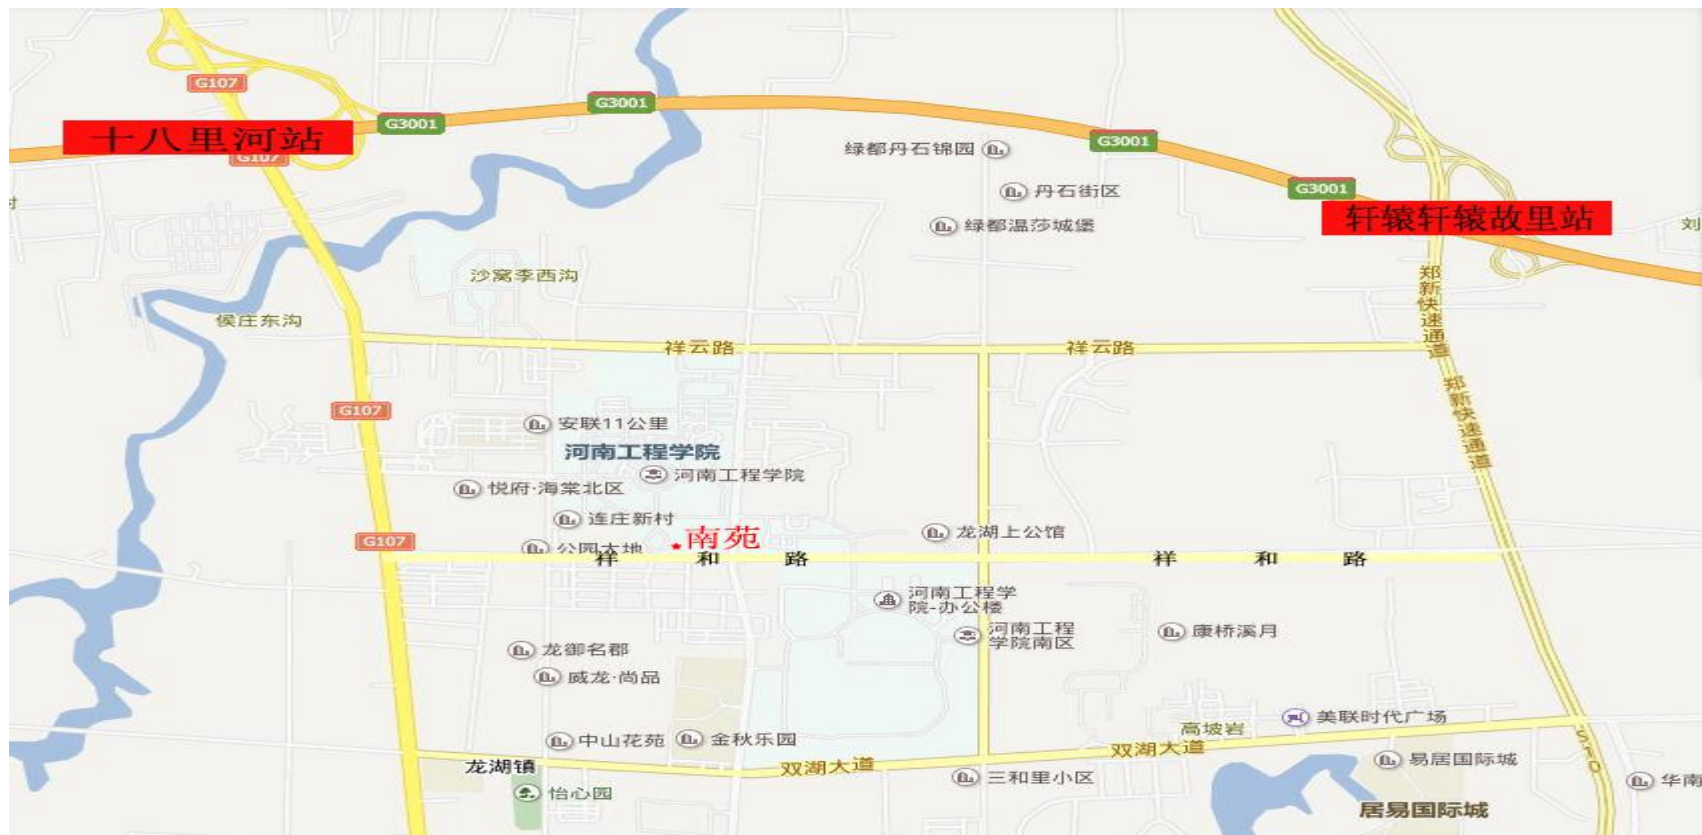 G107
G3001
G3001
十八里河站
G107
G3001
绿都丹石锦园
丹石街区
G3001
轩辕轩辕故里站
绿都温莎城堡
刘
村
沙窝李西沟
郑新快速通道
侯庄东沟
祥云路
祥云路
郑新快速通道
G107
安联11公里
河南工程学院
河南工程学院
悦府·海棠北区
连庄新村
南苑
龙湖上公馆
G107
公园大地
祥和路
祥和路
河南工程学
院-办公楼
河南工程
学院南区
康桥溪月
龙御名郡
威龙·尚品
美联时代广场
高坡岩
中山花苑
金秋乐园
双湖大道
S1O
龙湖镇
双湖大道
易居国际城
三和里小区
华南
怡心园
居易国际城